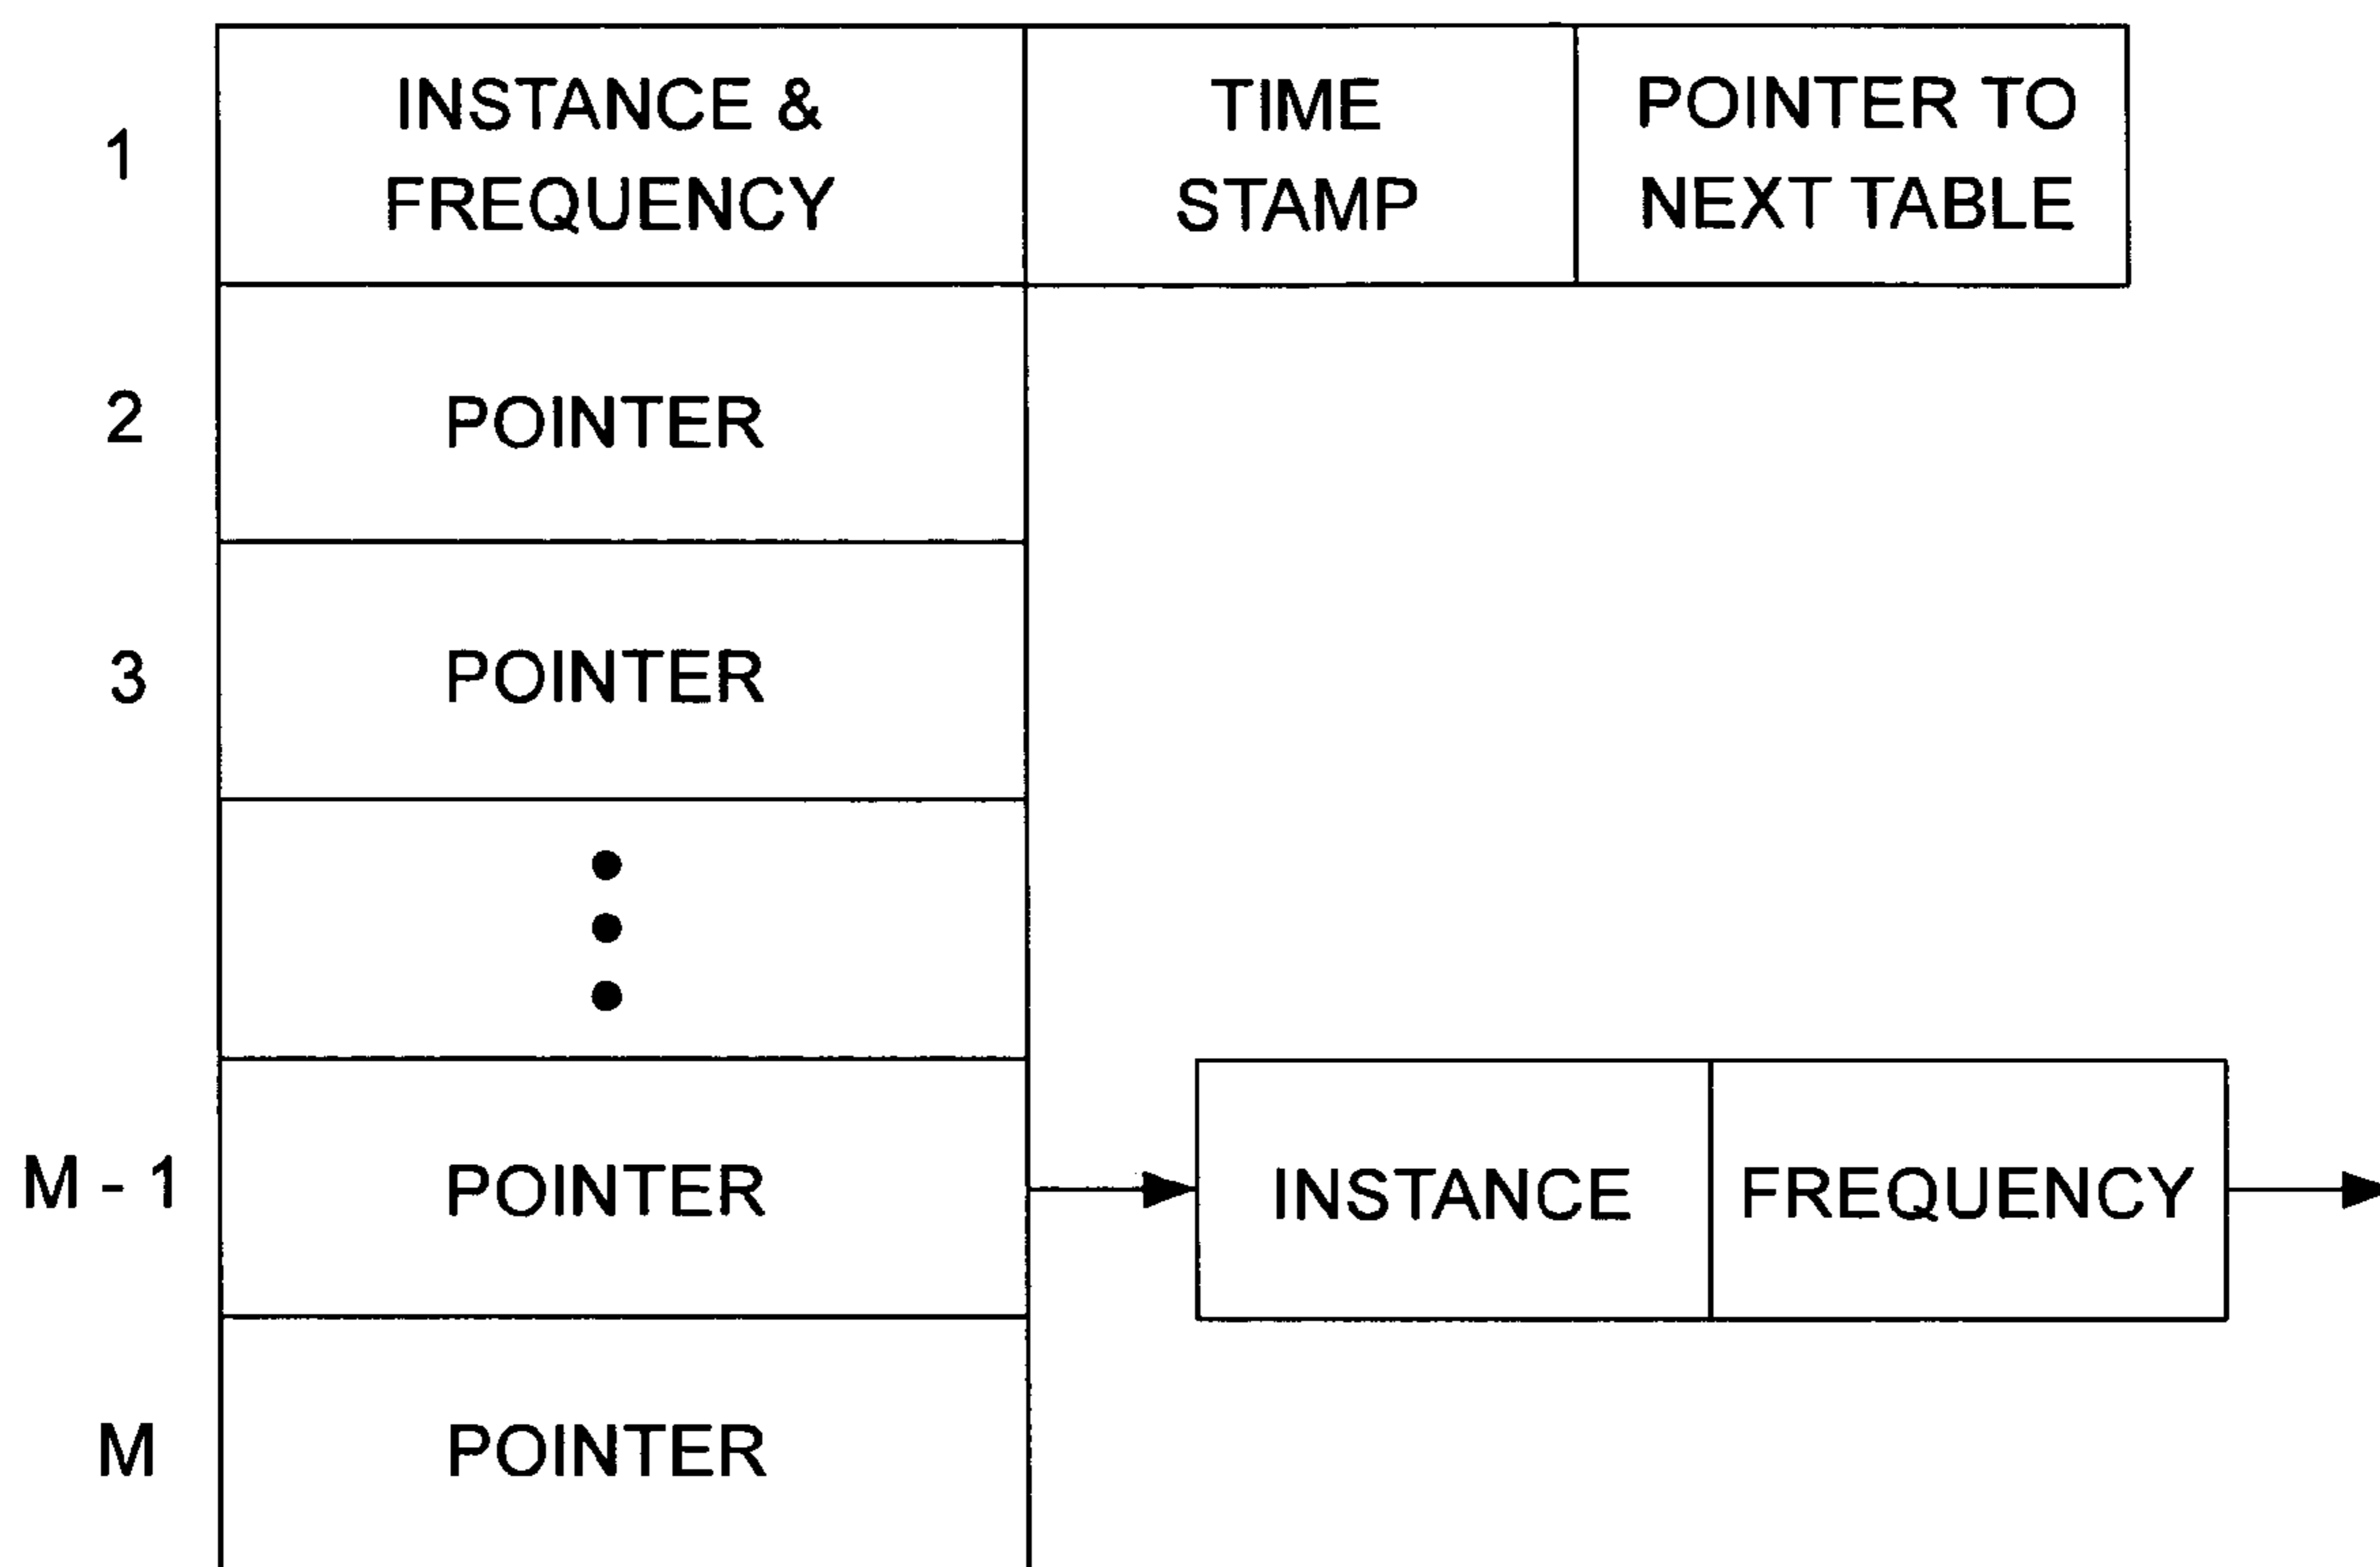 1
INSTANCE &
FREQUENCY
TIME
STAMP
POINTER TO
NEXT TABLE
2
POINTER
3
POINTER
M - 1
POINTER
INSTANCE
FREQUENCY
M
POINTER